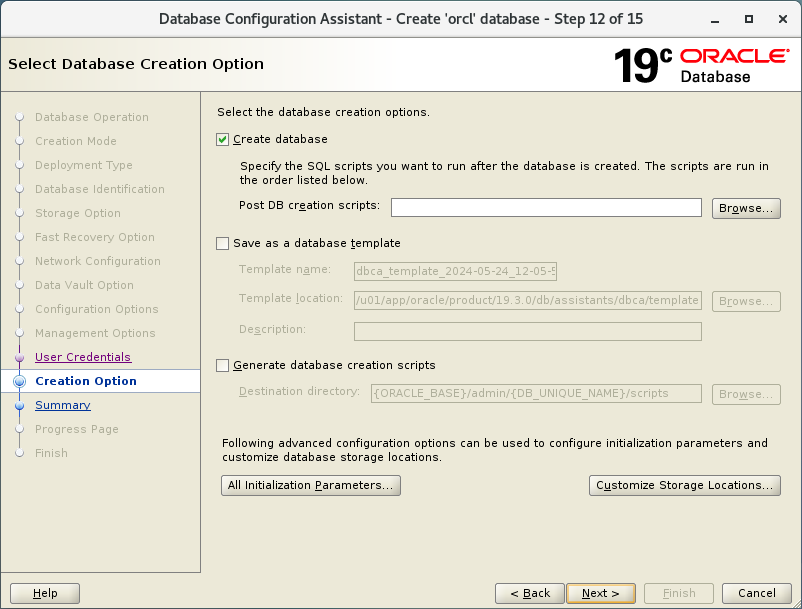 Database Configuration Assistant - Create 'orcl' database - Step 12 of 15
Select Database Creation Option
19c ORACLE
Database
Database Operation
Creation Mode
Deployment Type
Database Identification
Storage Option
Fast Recovery Option
Network Configuration
Data Vault Option
Configuration Options
Management Options
User Credentials
Creation Option
Summary
Progress Page
Finish
Select the database creation options.
Create database
Specify the SQL scripts you want to run after the database is created. The scripts are run in
the order listed below.
Post DB creation scripts: Browse...
Save as a database template
Template name: dbca_template_2024-05-24_12-05-5
Template location: /u01/app/oracle/product/19.3.0/db/assistants/dbca/template Browse...
Description:
Generate database creation scripts
Destination directory: {ORACLE_BASE}/admin/{DB_UNIQUE_NAME}/scripts Browse...
Following advanced configuration options can be used to configure initialization parameters and
customize database storage locations.
All Initialization Parameters... Customize Storage Locations...
Help < Back Next > Finish Cancel